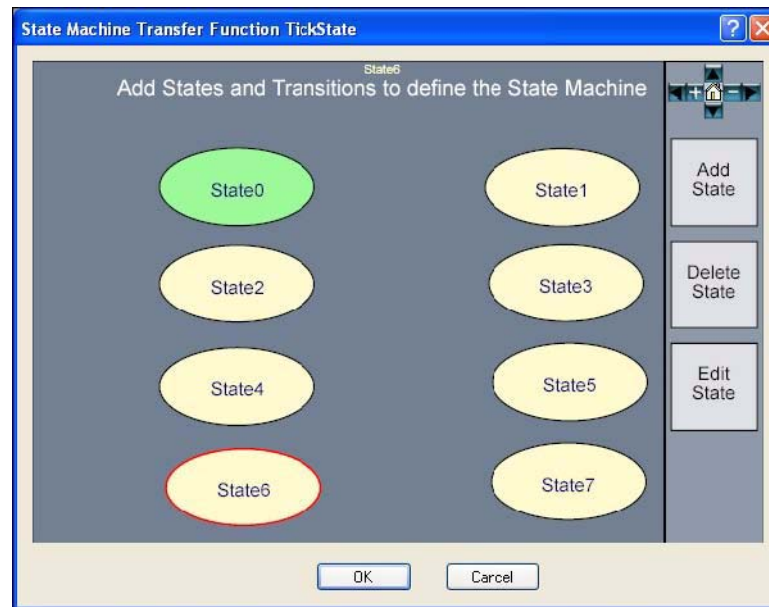 State Machine Transfer Function TickState
State6
Add States and Transitions to define the State Machine
State0
State1
Add
State
State2
State3
Delete
State
State4
State5
Edit
State
State6
State7
OK
Carcel